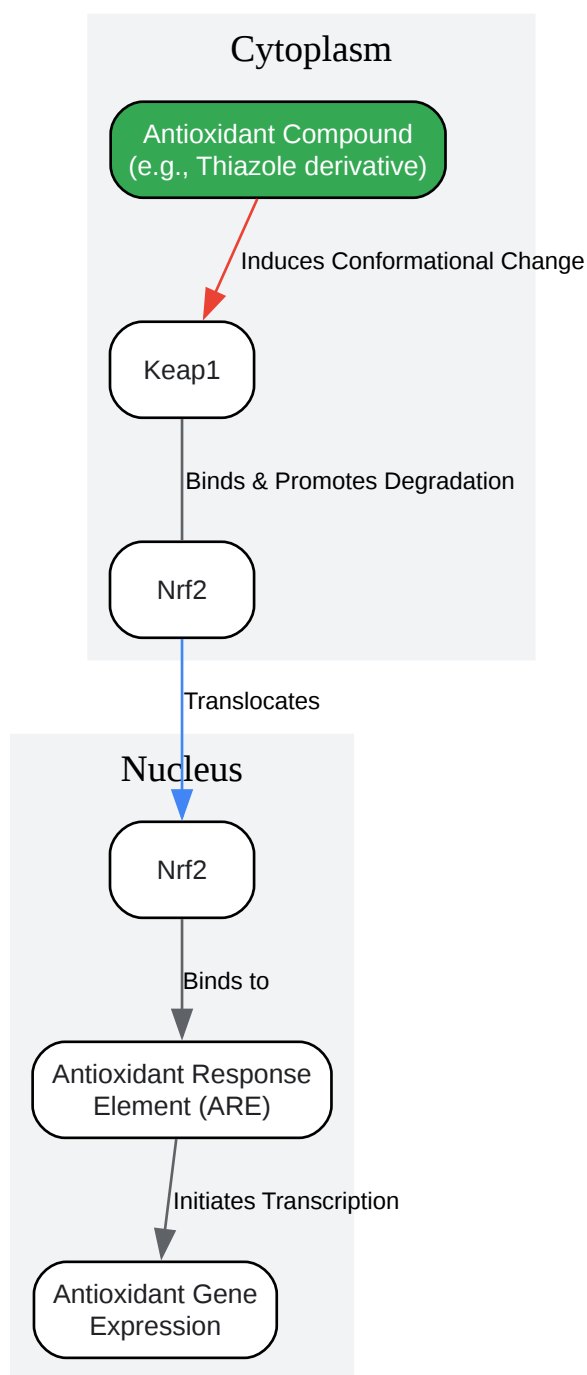 Cytoplasm
Antioxidant Compound
(e.g., Thiazole derivative)
Induces Conformational Change
Keap1
Binds & Promotes Degradation
Nrf2
Translocates
Nucleus
Nrf2
Binds to
Antioxidant Response
Element (ARE)
Initiates Transcription
Antioxidant Gene
Expression